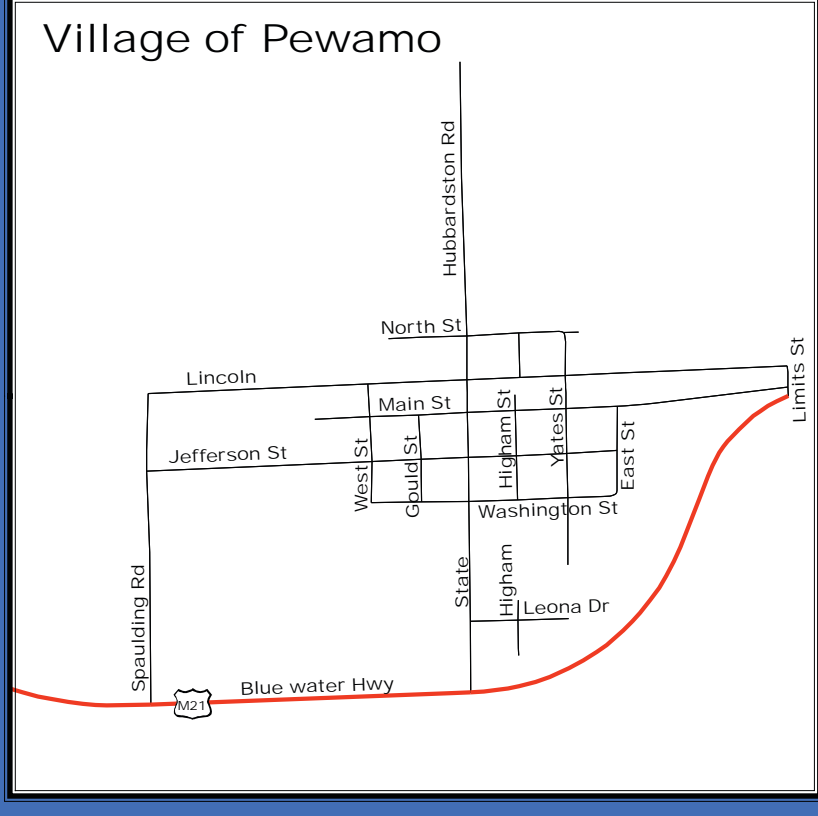 Village of Pewamo
Hubbardston Rd
North St
Lincoln
Limits St
Main St
Higham St
Yates St
Jefferson St
West St
Gould St
East St
Washington St
State
Higham
Leona Dr
Spaulding Rd
Blue water Hwy
M21